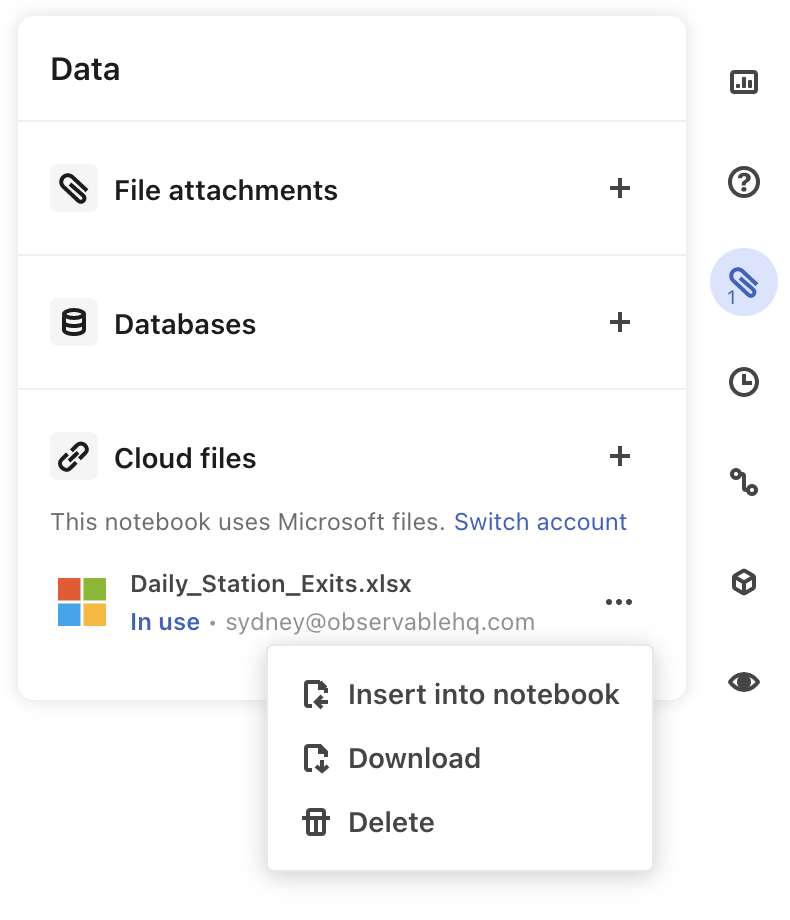 Data
File attachments
Databases
Cloud files
This notebook uses Microsoft files. Switch account
Daily_Station_Exits.xlsx
In use • sydney@observablehq.com
Insert into notebook
Download
Delete
1